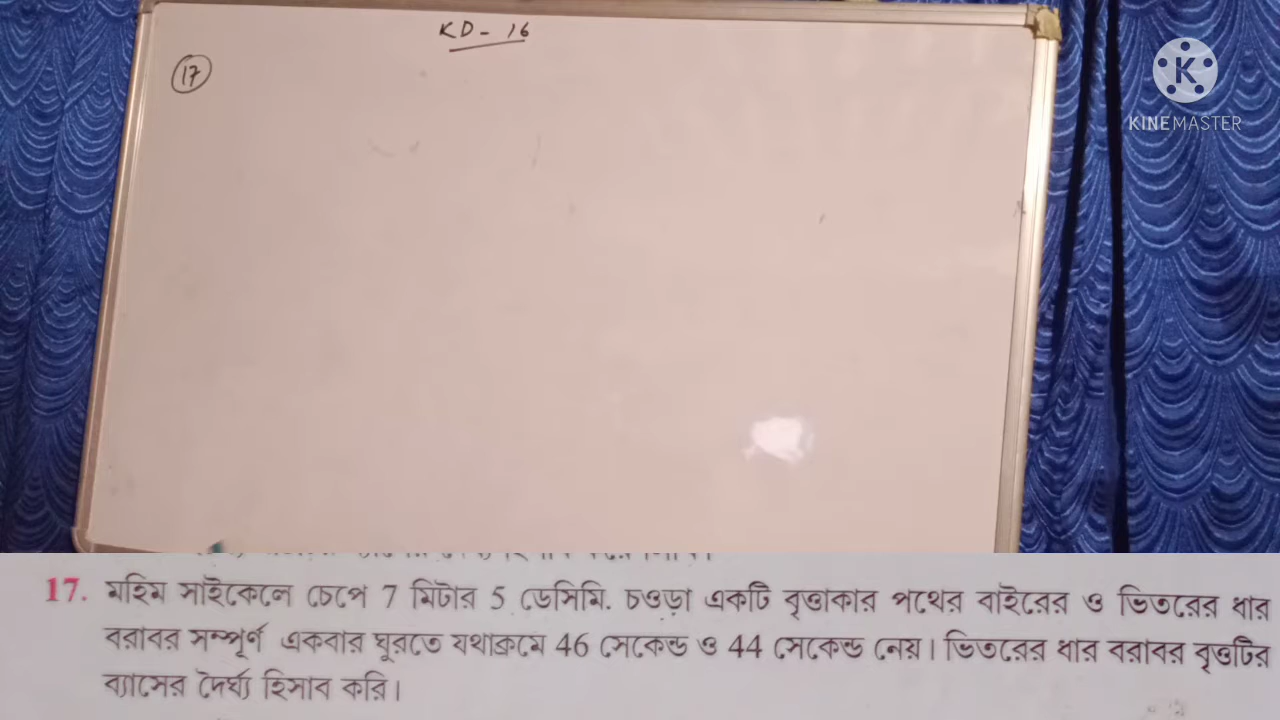 KD - 16
17
KINEMASTER
17. মহিম সাইকেলে চেপে 7 মিটার 5 ডেসিমি. চওড়া একটি বৃত্তাকার পথের বাইরের ও ভিতরের ধার
বরাবর সম্পূর্ণ একবার ঘুরতে যথাক্রমে 46 সেকেন্ড ও 44 সেকেন্ড নেয়। ভিতরের ধার বরাবর বৃত্তটির
ব্যাসের দৈর্ঘ্য হিসাব করি।